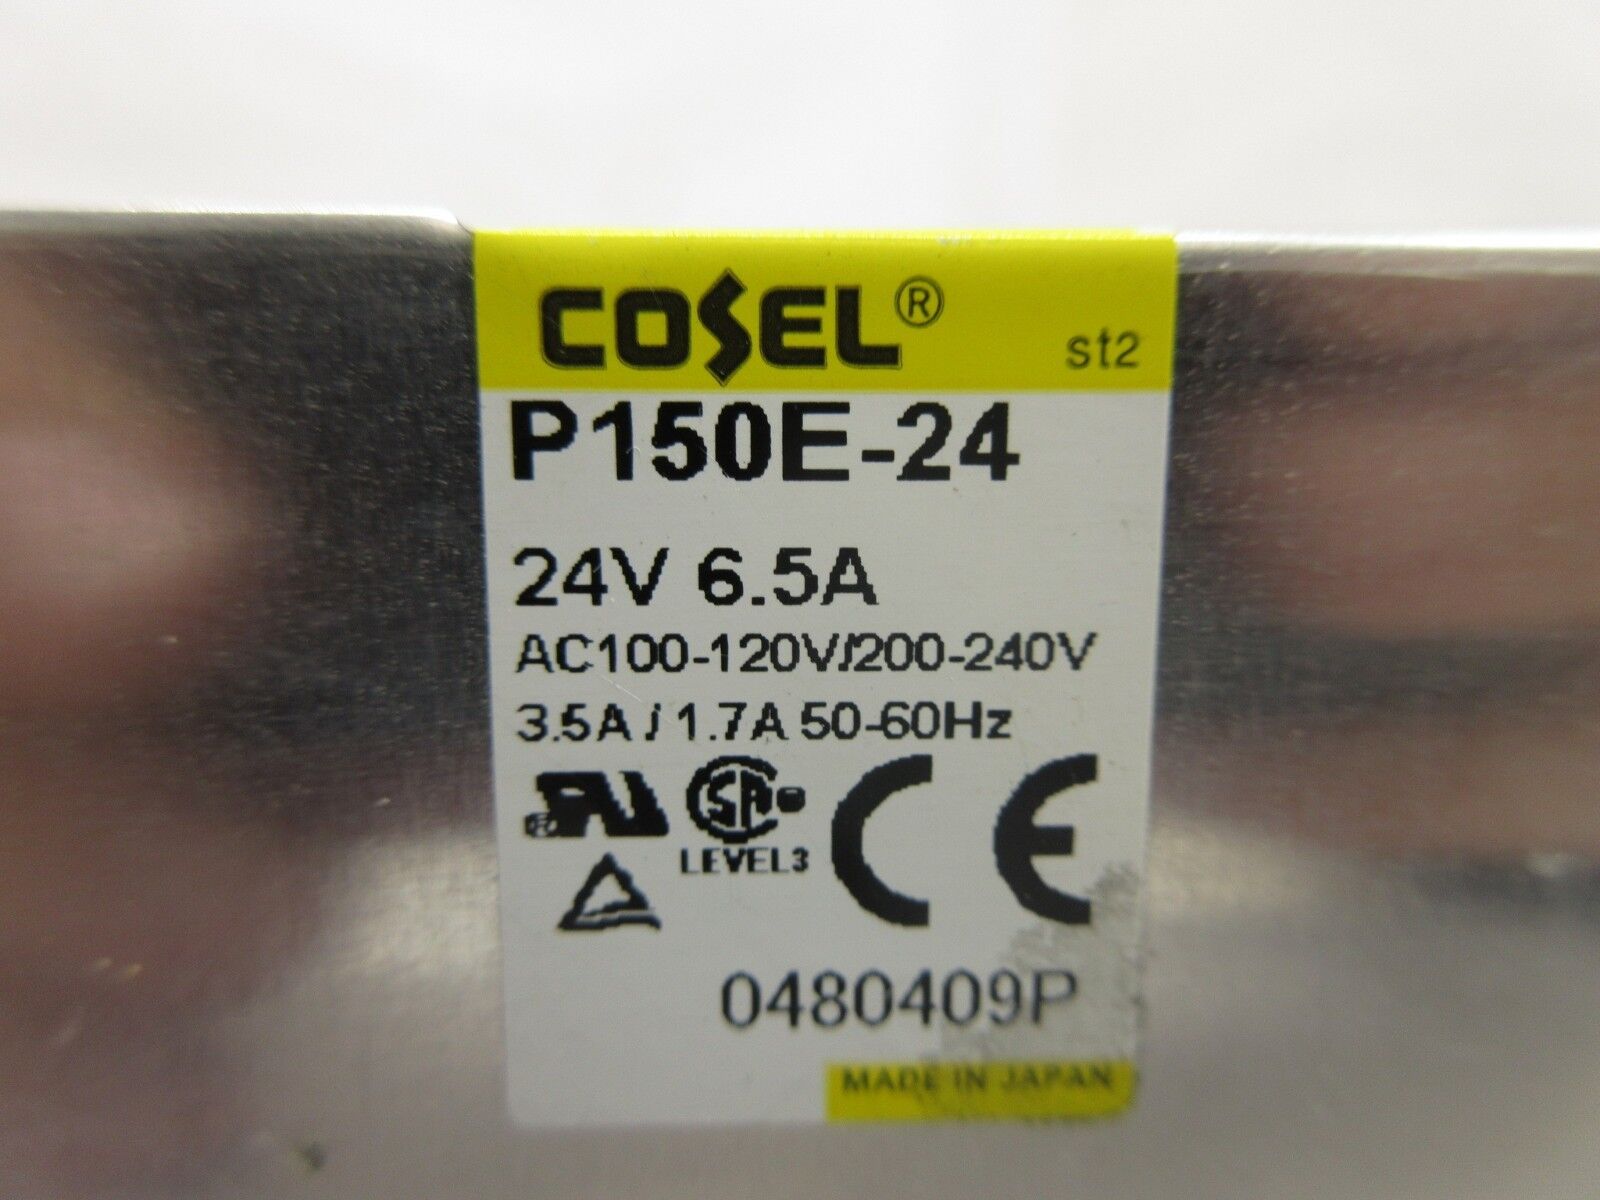 COSEL®
st2
P150E-24
24V 6.5A
AC100-120V/200-240V
3.5A / 1.7A 50-60Hz
LEVEL3
CE
0480409P
MADE IN JAPAN